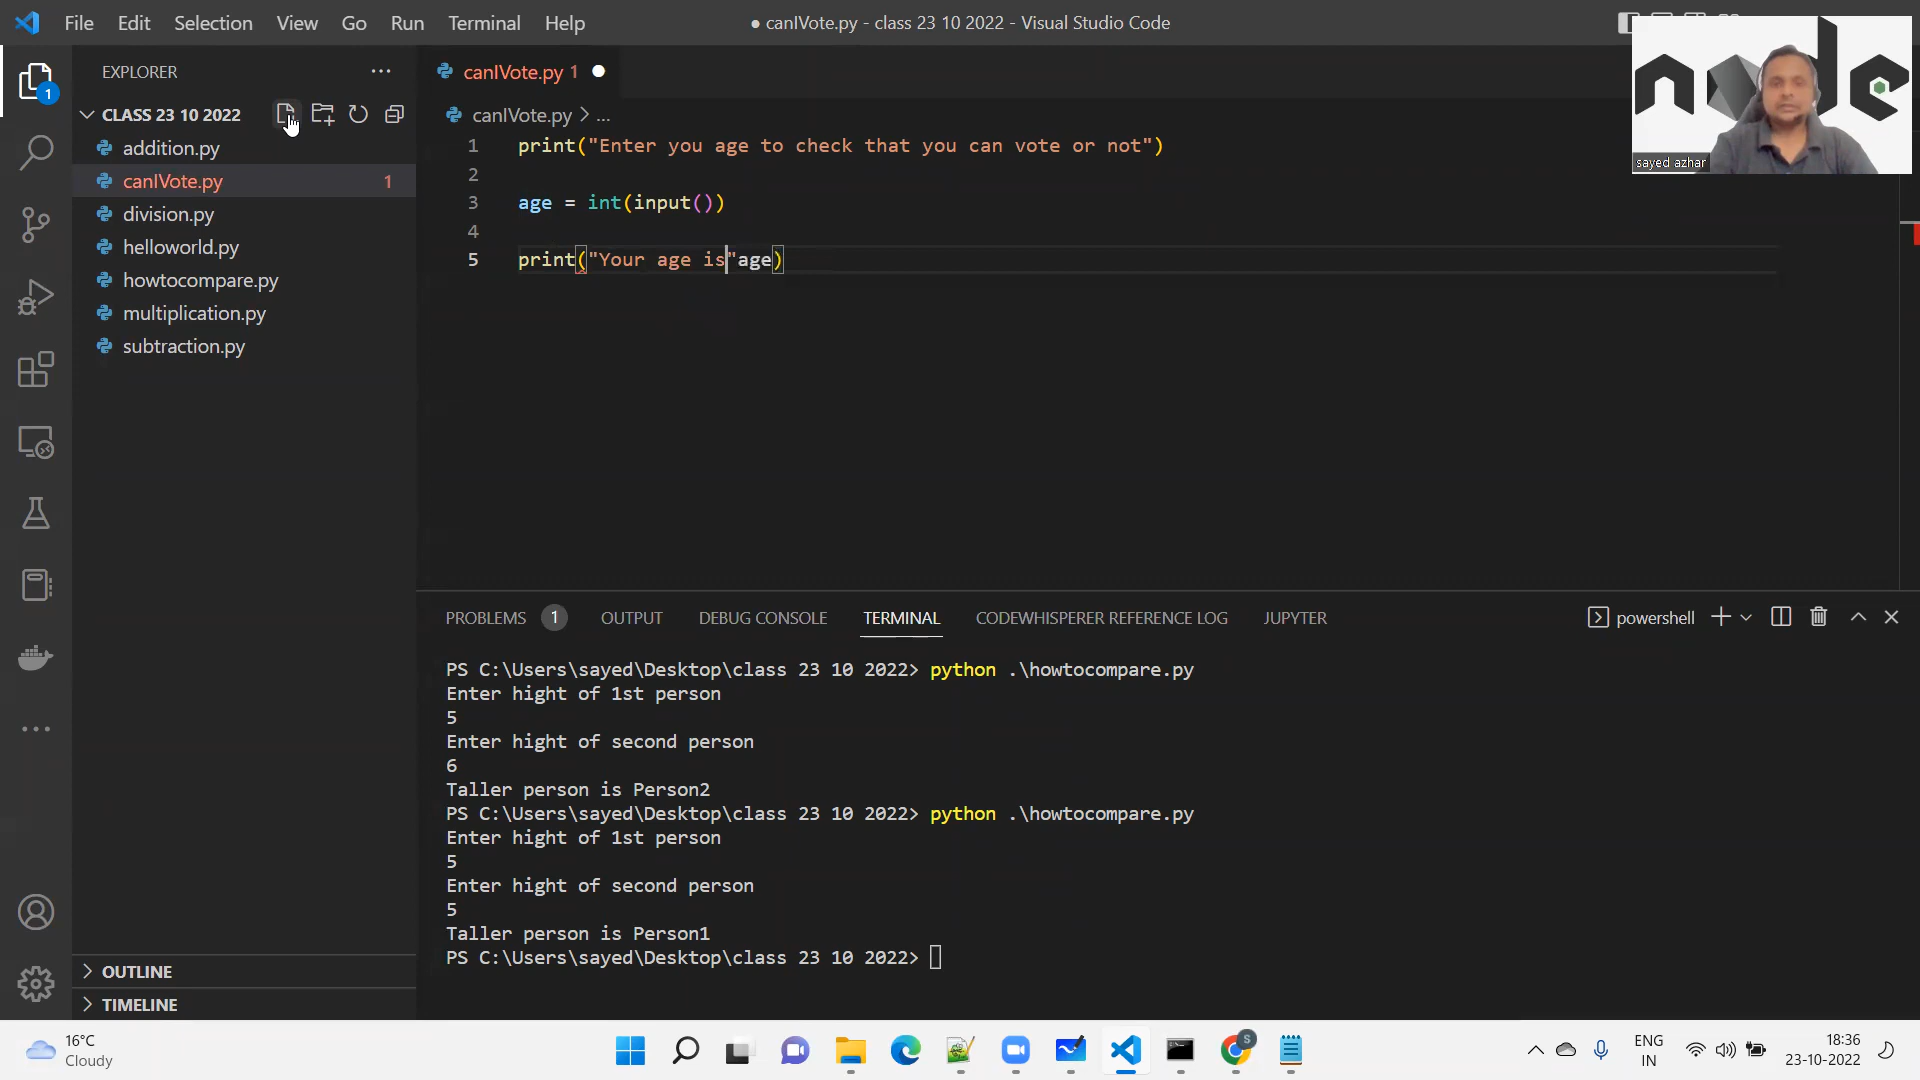 File Edit Selection View Go Run Terminal Help
● canIVote.py - class 23 10 2022 - Visual Studio Code
sayed azhar
EXPLORER
1
CLASS 23 10 2022
addition.py
canIVote.py 1
division.py
helloworld.py
howtocompare.py
multiplication.py
subtraction.py
OUTLINE
TIMELINE
canIVote.py 1
canIVote.py > ...
1 print("Enter you age to check that you can vote or not")
2
3 age = int(input())
4
5 print("Your age is"age)
PROBLEMS 1 OUTPUT DEBUG CONSOLE TERMINAL CODEWHISPERER REFERENCE LOG JUPYTER powershell
PS C:\Users\sayed\Desktop\class 23 10 2022> python .\howtocompare.py
Enter hight of 1st person
5
Enter hight of second person
6
Taller person is Person2
PS C:\Users\sayed\Desktop\class 23 10 2022> python .\howtocompare.py
Enter hight of 1st person
5
Enter hight of second person
5
Taller person is Person1
PS C:\Users\sayed\Desktop\class 23 10 2022>
16°C
Cloudy
S
ENG
IN
18:36
23-10-2022